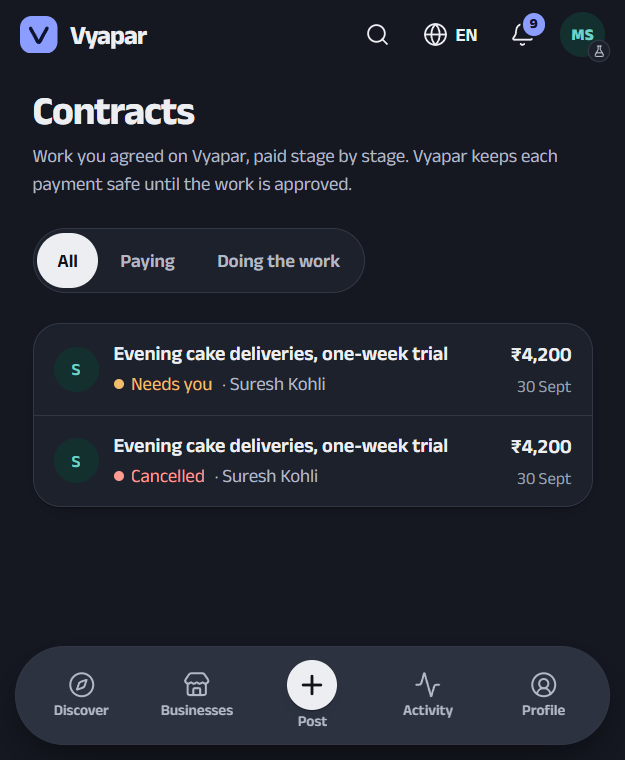 Vyapar
EN
9
MS
Contracts
Work you agreed on Vyapar, paid stage by stage. Vyapar keeps each
payment safe until the work is approved.
All
Paying
Doing the work
S
Evening cake deliveries, one-week trial
₹4,200
Needs you · Suresh Kohli
30 Sept
S
Evening cake deliveries, one-week trial
₹4,200
Cancelled · Suresh Kohli
30 Sept
Discover
Businesses
Post
Activity
Profile